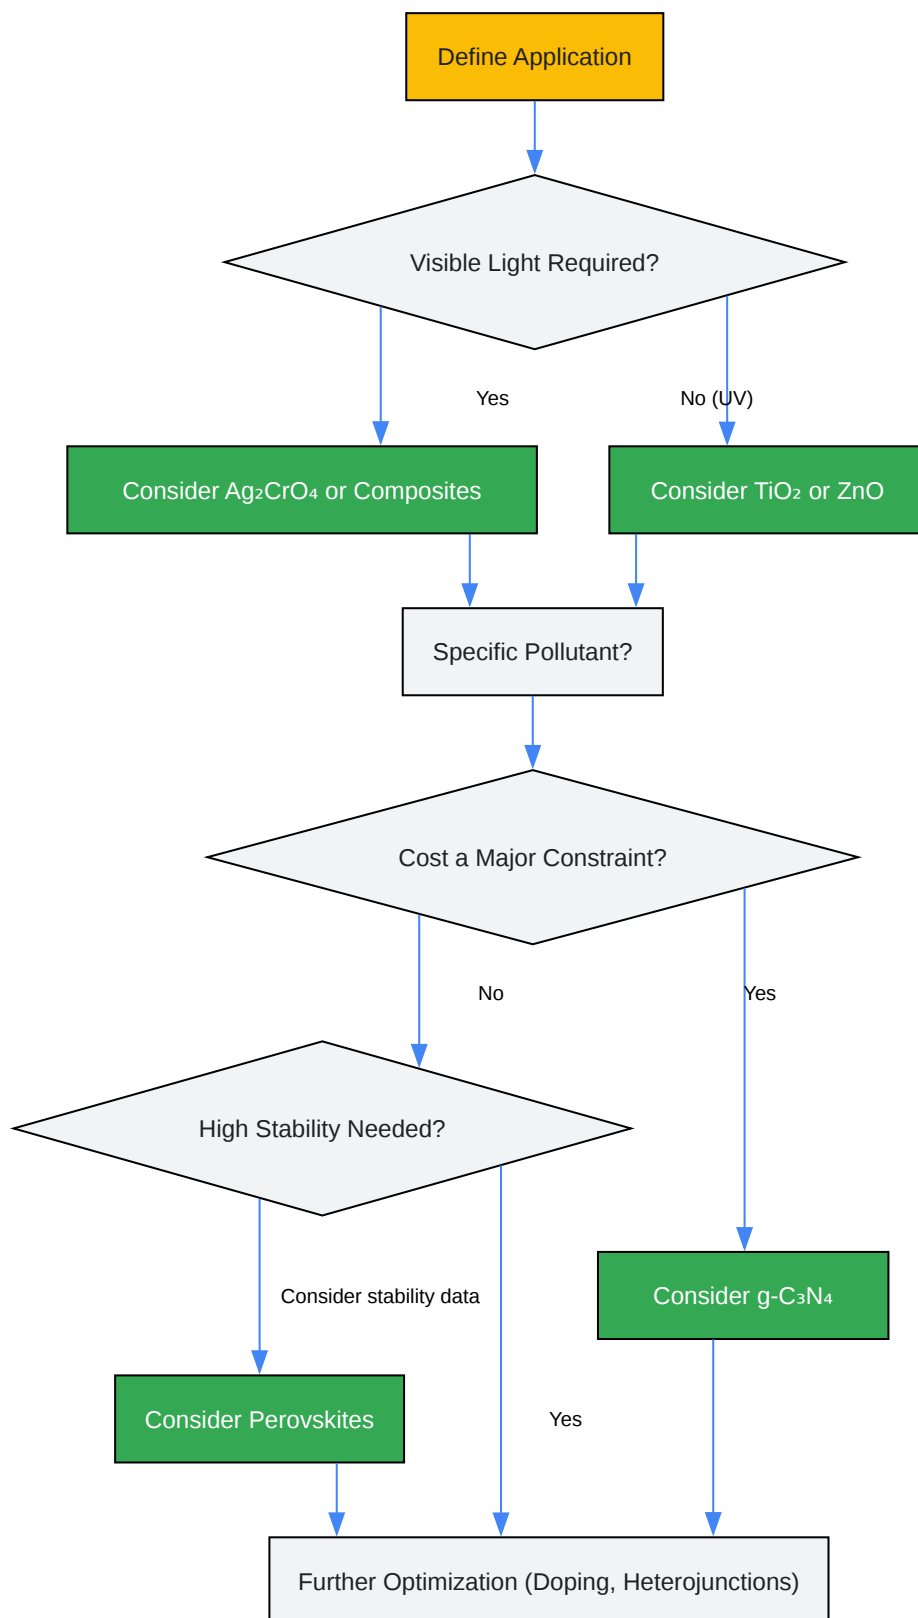 Define Application
Visible Light Required?
Yes
No (UV)
Consider Ag₂CrO₄ or Composites
Consider TiO₂ or ZnO
Specific Pollutant?
Cost a Major Constraint?
No
Yes
High Stability Needed?
Consider stability data
Consider g-C₃N₄
Consider Perovskites
Yes
Further Optimization (Doping, Heterojunctions)